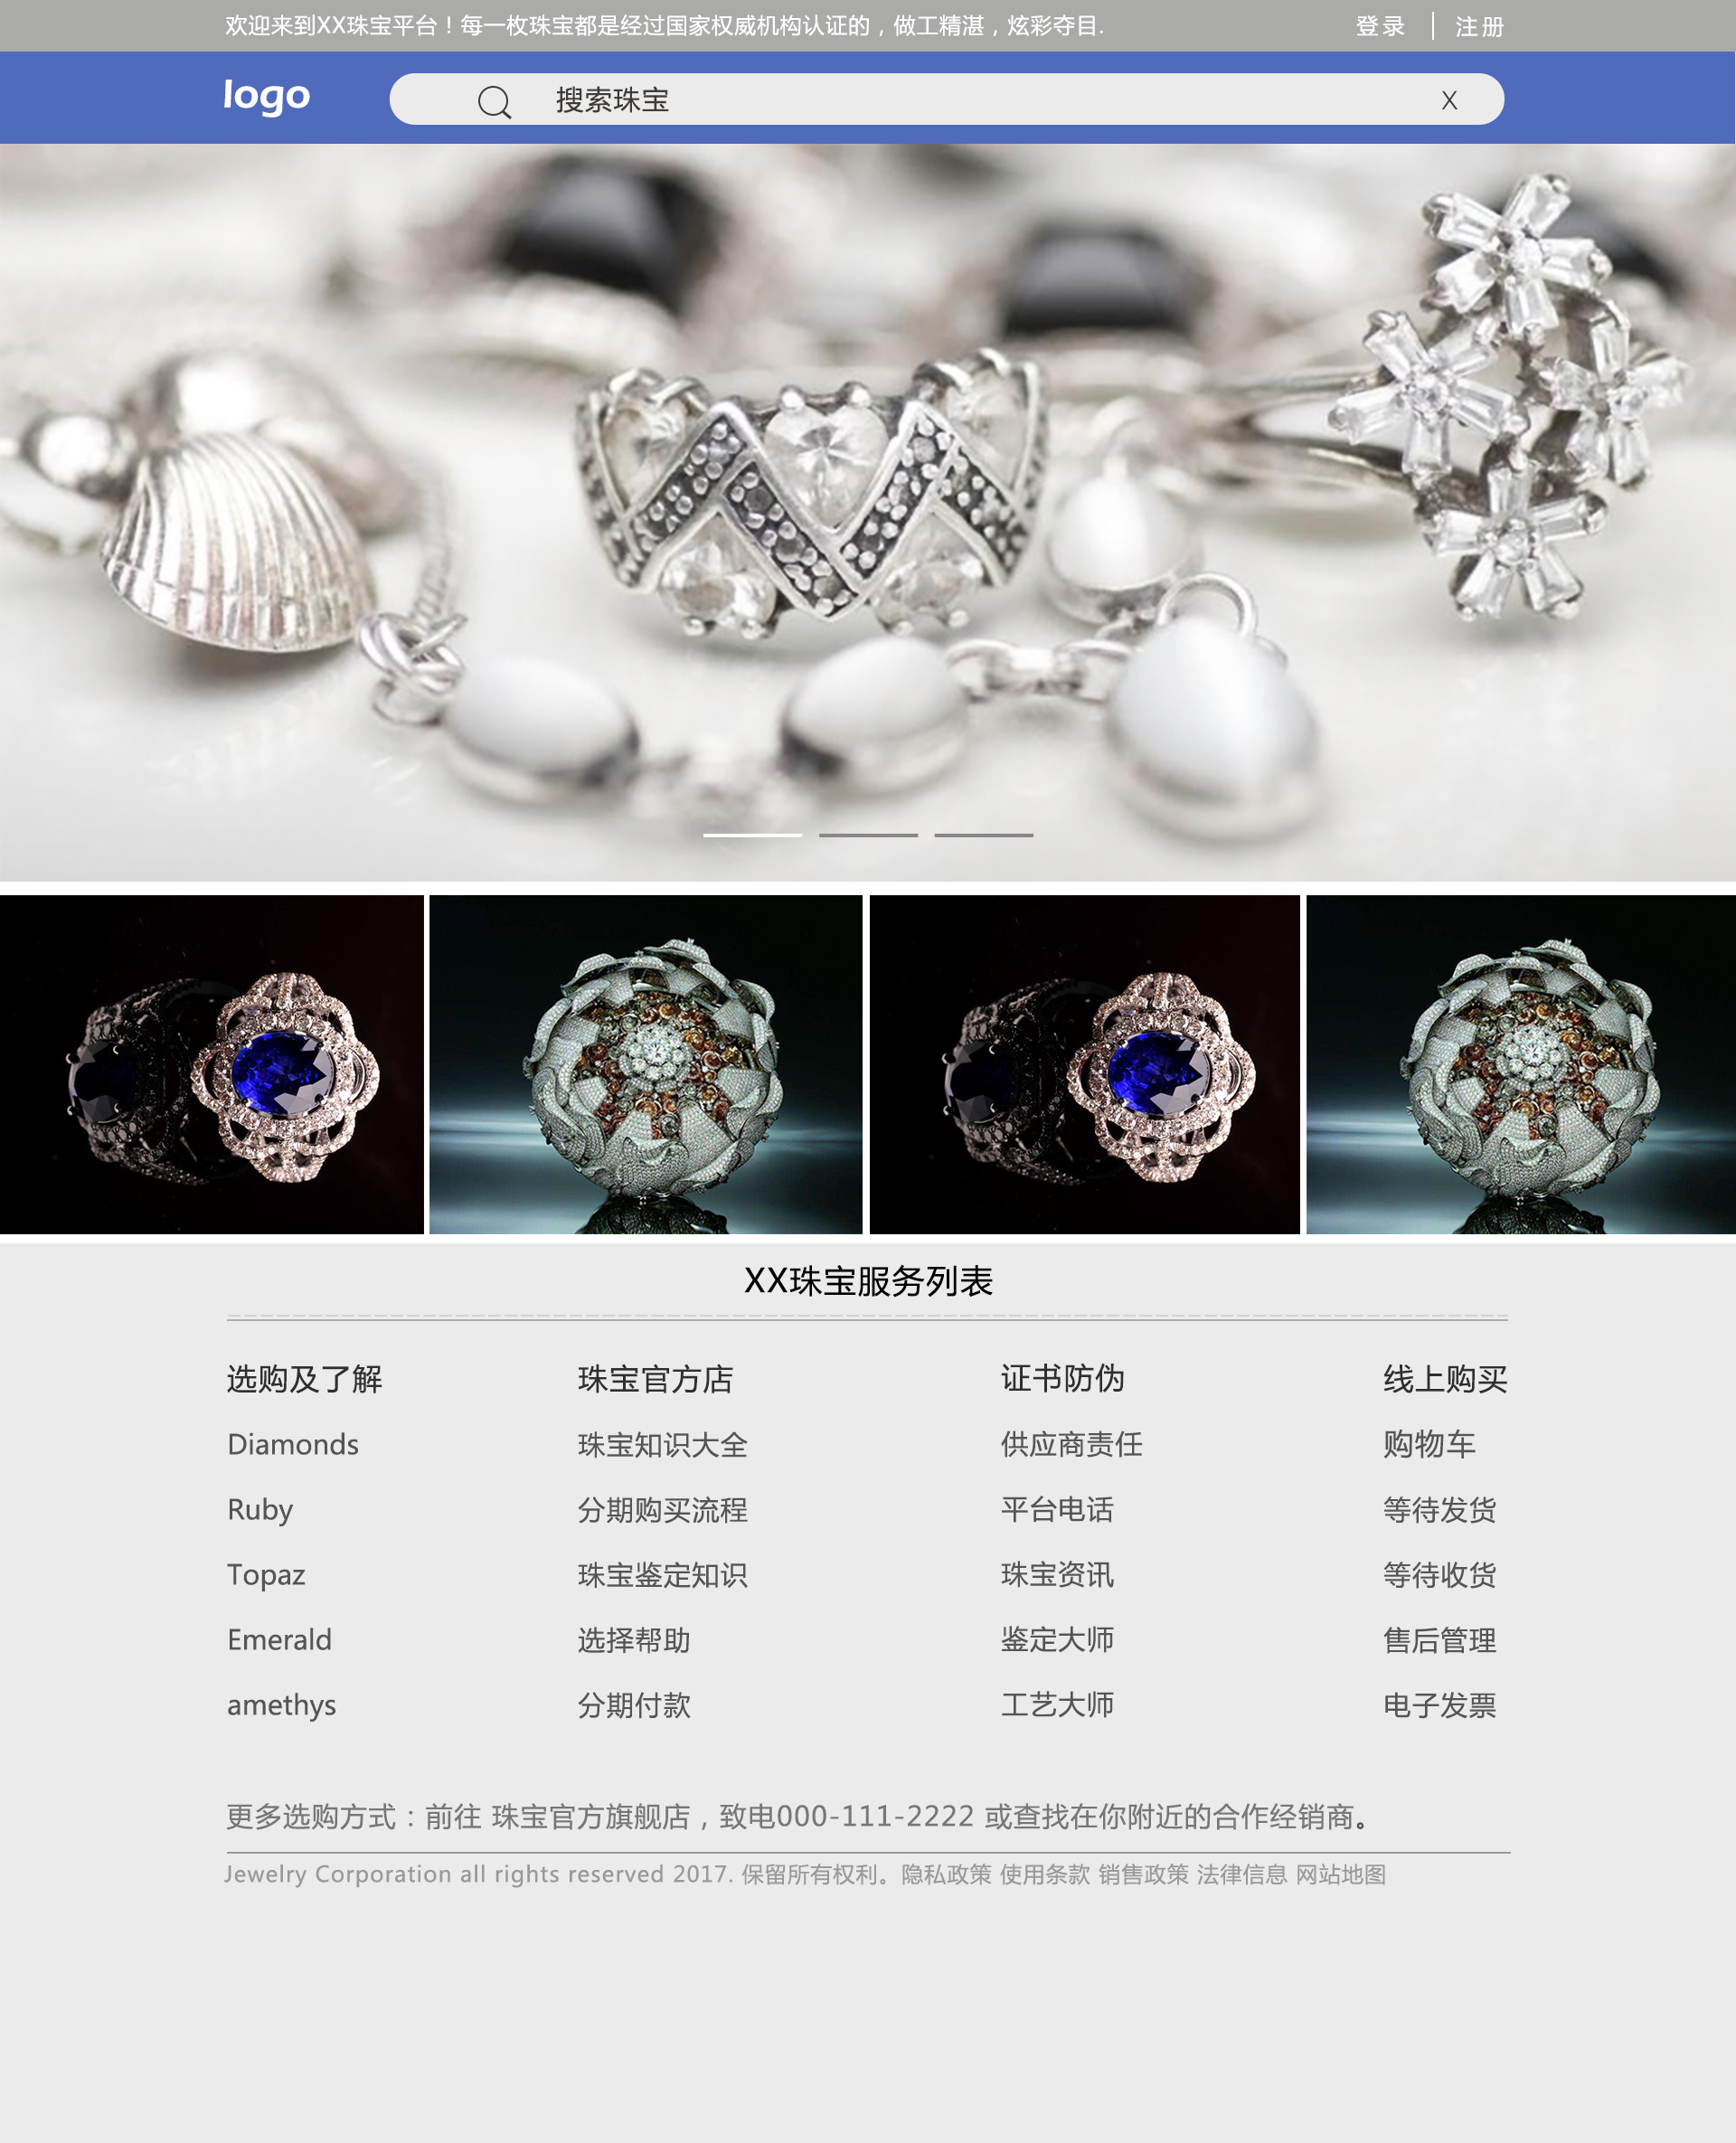 欢迎来到XX珠宝平台！每一枚珠宝都是经过国家权威机构认证的，做工精湛，炫彩夺目.
登录 | 注册
logo
搜索珠宝
X
XX珠宝服务列表
选购及了解 珠宝官方店 证书防伪 线上购买
Diamonds 珠宝知识大全 供应商责任 购物车
Ruby 分期购买流程 平台电话 等待发货
Topaz 珠宝鉴定知识 珠宝资讯 等待收货
Emerald 选择帮助 鉴定大师 售后管理
amethys 分期付款 工艺大师 电子发票
更多选购方式：前往 珠宝官方旗舰店，致电000-111-2222 或查找在你附近的合作经销商。
Jewelry Corporation all rights reserved 2017. 保留所有权利。隐私政策 使用条款 销售政策 法律信息 网站地图